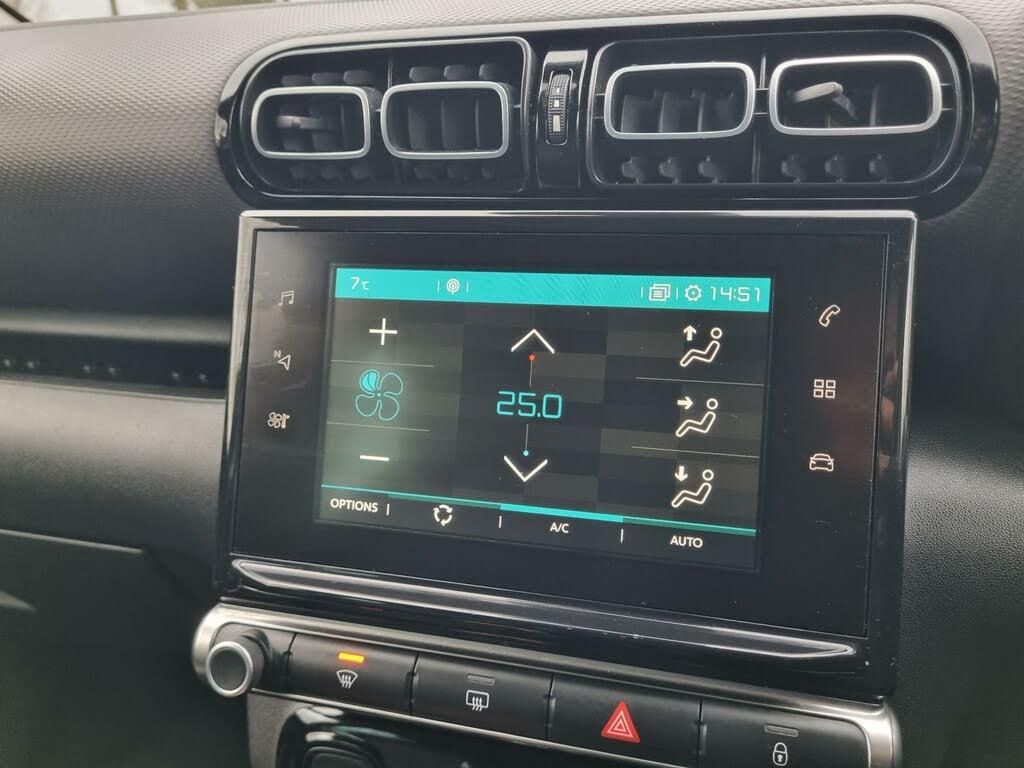 7°C
14:51
N
25.0
OPTIONS
A/C
AUTO